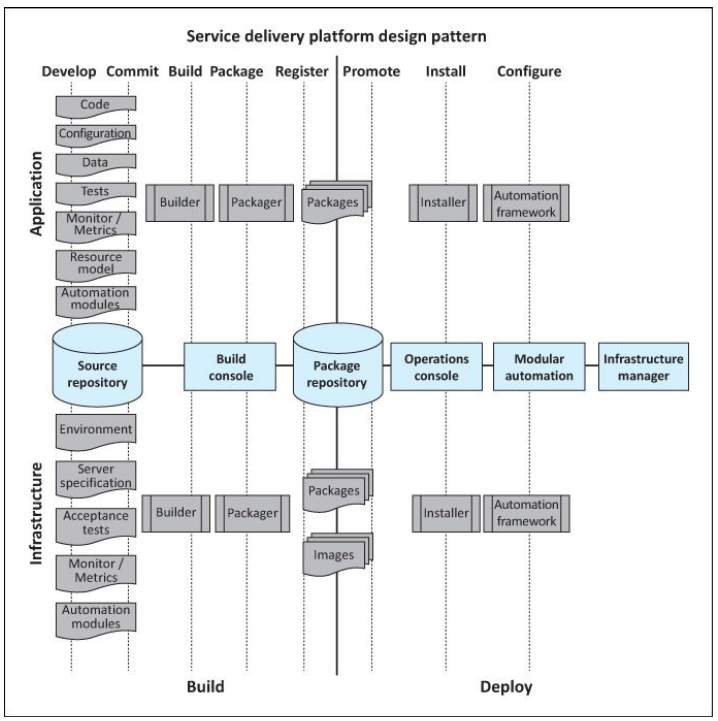 Service delivery platform design pattern
Develop Commit Build Package Register Promote Install Configure
Application
Code
Configuration
Data
Tests
Monitor /
Metrics
Resource
model
Automation
modules
Builder
Packager
Packages
Installer
Automation
framework
Source
repository
Build
console
Package
repository
Operations
console
Modular
automation
Infrastructure
manager
Infrastructure
Environment
Server
specification
Acceptance
tests
Monitor /
Metrics
Automation
modules
Builder
Packager
Packages
Images
Installer
Automation
framework
Build
Deploy